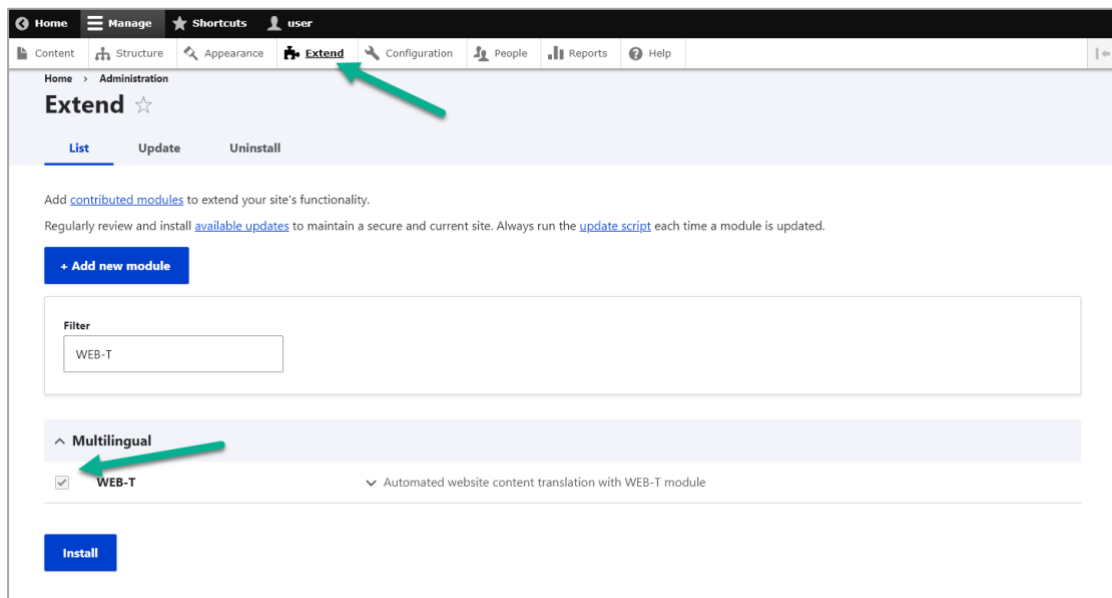 Home Manage Shortcuts user
Content Structure Appearance Extend Configuration People Reports Help
Home › Administration
Extend
List Update Uninstall
Add contributed modules to extend your site's functionality.
Regularly review and install available updates to maintain a secure and current site. Always run the update script each time a module is updated.
+ Add new module
Filter
WEB-T
Multilingual
WEB-T Automated website content translation with WEB-T module
Install